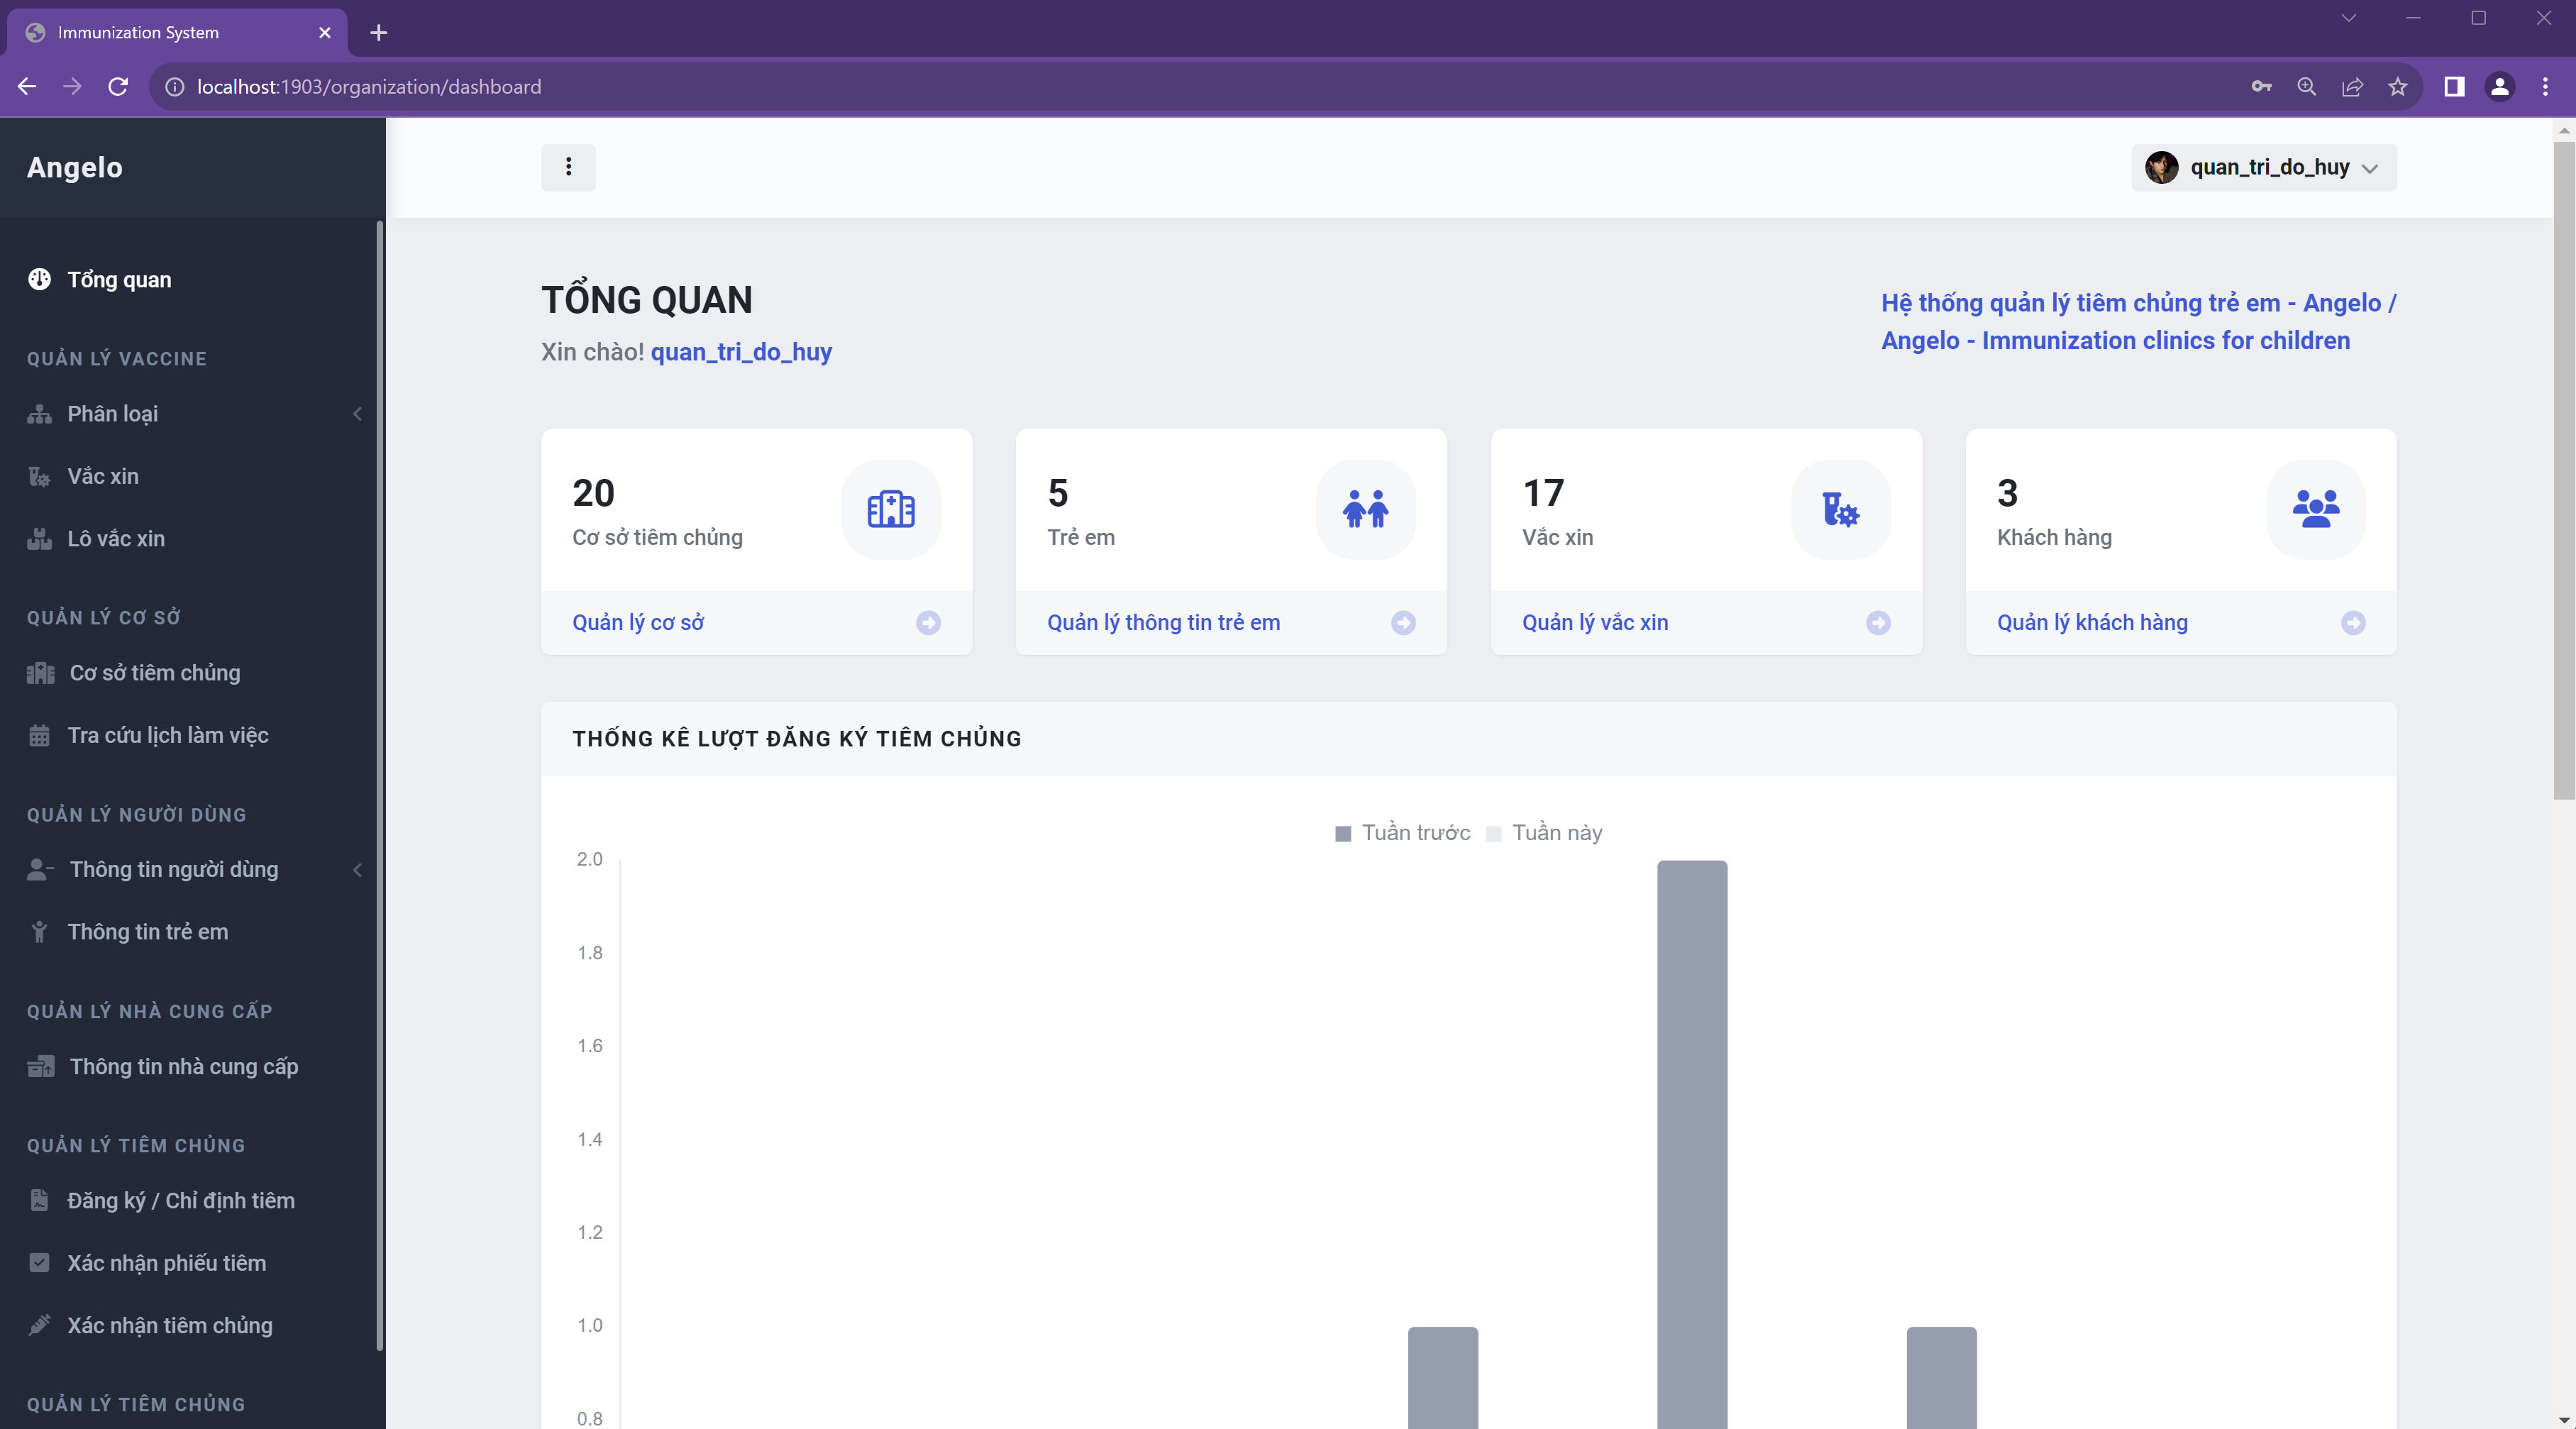 Immunization System
localhost:1903/organization/dashboard
Angelo
quan_tri_do_huy
Tổng quan
QUẢN LÝ VACCINE
Phân loại
Vắc xin
Lô vắc xin
QUẢN LÝ CƠ SỞ
Cơ sở tiêm chủng
Tra cứu lịch làm việc
QUẢN LÝ NGƯỜI DÙNG
Thông tin người dùng
Thông tin trẻ em
QUẢN LÝ NHÀ CUNG CẤP
Thông tin nhà cung cấp
QUẢN LÝ TIÊM CHỦNG
Đăng ký / Chỉ định tiêm
Xác nhận phiếu tiêm
Xác nhận tiêm chủng
QUẢN LÝ TIÊM CHỦNG
TỔNG QUAN
Xin chào! quan_tri_do_huy
Hệ thống quản lý tiêm chủng trẻ em - Angelo /
Angelo - Immunization clinics for children
20
Cơ sở tiêm chủng
Quản lý cơ sở
5
Trẻ em
Quản lý thông tin trẻ em
17
Vắc xin
Quản lý vắc xin
3
Khách hàng
Quản lý khách hàng
THỐNG KÊ LƯỢT ĐĂNG KÝ TIÊM CHỦNG
Tuần trước Tuần này
2.0
1.8
1.6
1.4
1.2
1.0
0.8